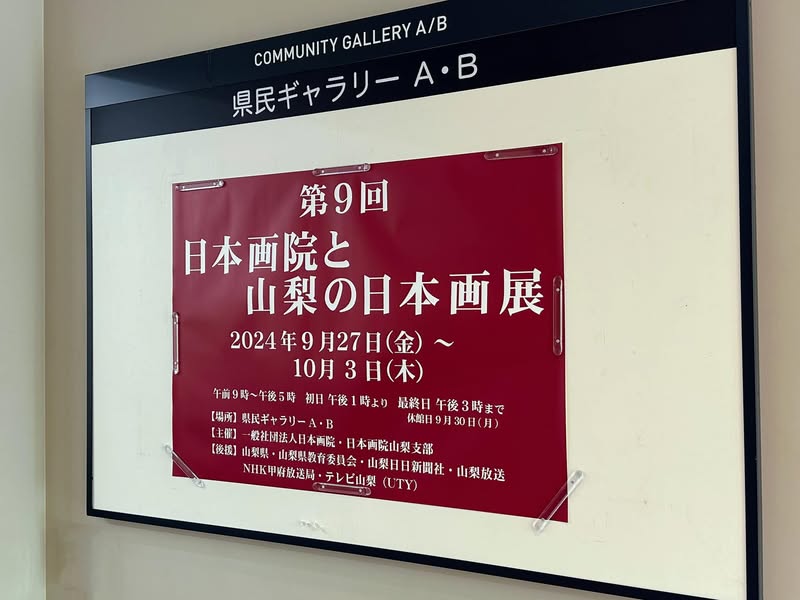 COMMUNITY GALLERY A/B
県民ギャラリー A・B
第9回
日本画院と
山梨の日本画展
2024年9月27日(金)～
10月3日(木)
午前9時～午後5時 初日 午後1時より 最終日 午後3時まで
休館日9月30日(月)
【場所】県民ギャラリーA・B
【主催】一般社団法人日本画院・日本画院山梨支部
【後援】山梨県・山梨県教育委員会・山梨日日新聞社・山梨放送
NHK甲府放送局・テレビ山梨(UTY)